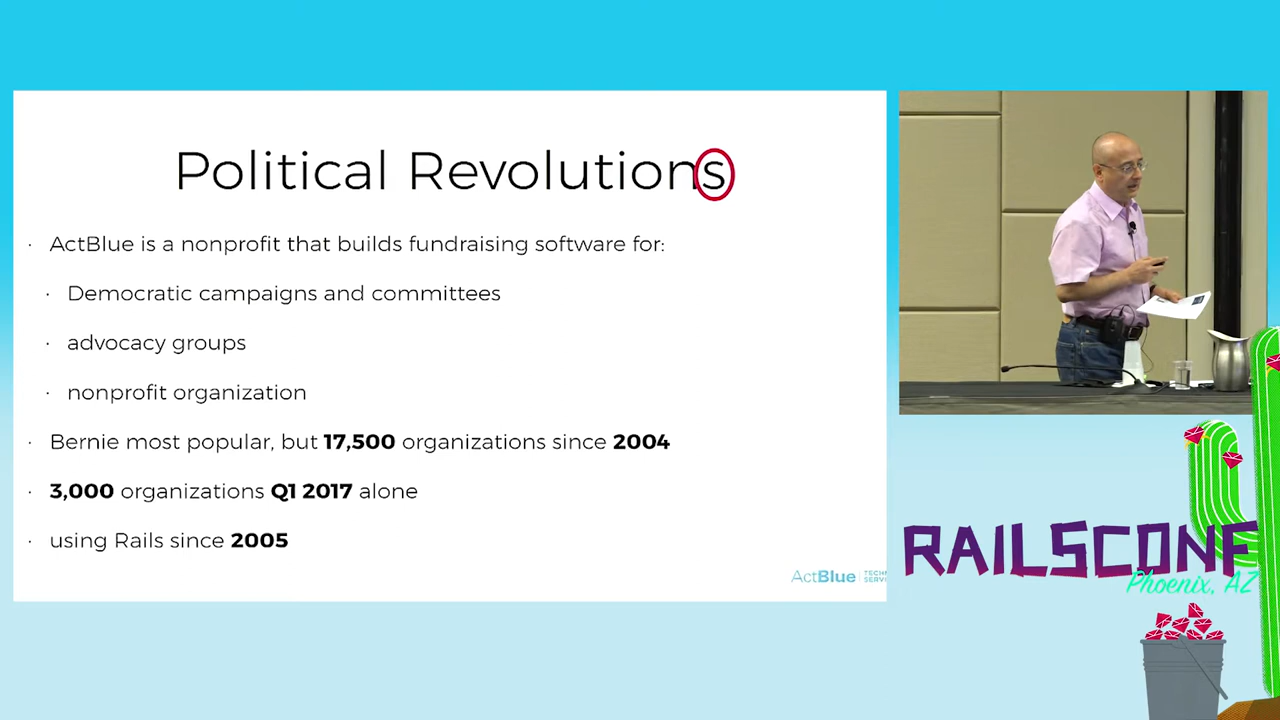 Political Revolutions
· ActBlue is a nonprofit that builds fundraising software for:
· Democratic campaigns and committees
· advocacy groups
· nonprofit organization
· Bernie most popular, but 17,500 organizations since 2004
· 3,000 organizations Q1 2017 alone
· using Rails since 2005
ActBlue
RAILSCONF
Phoenix, AZ